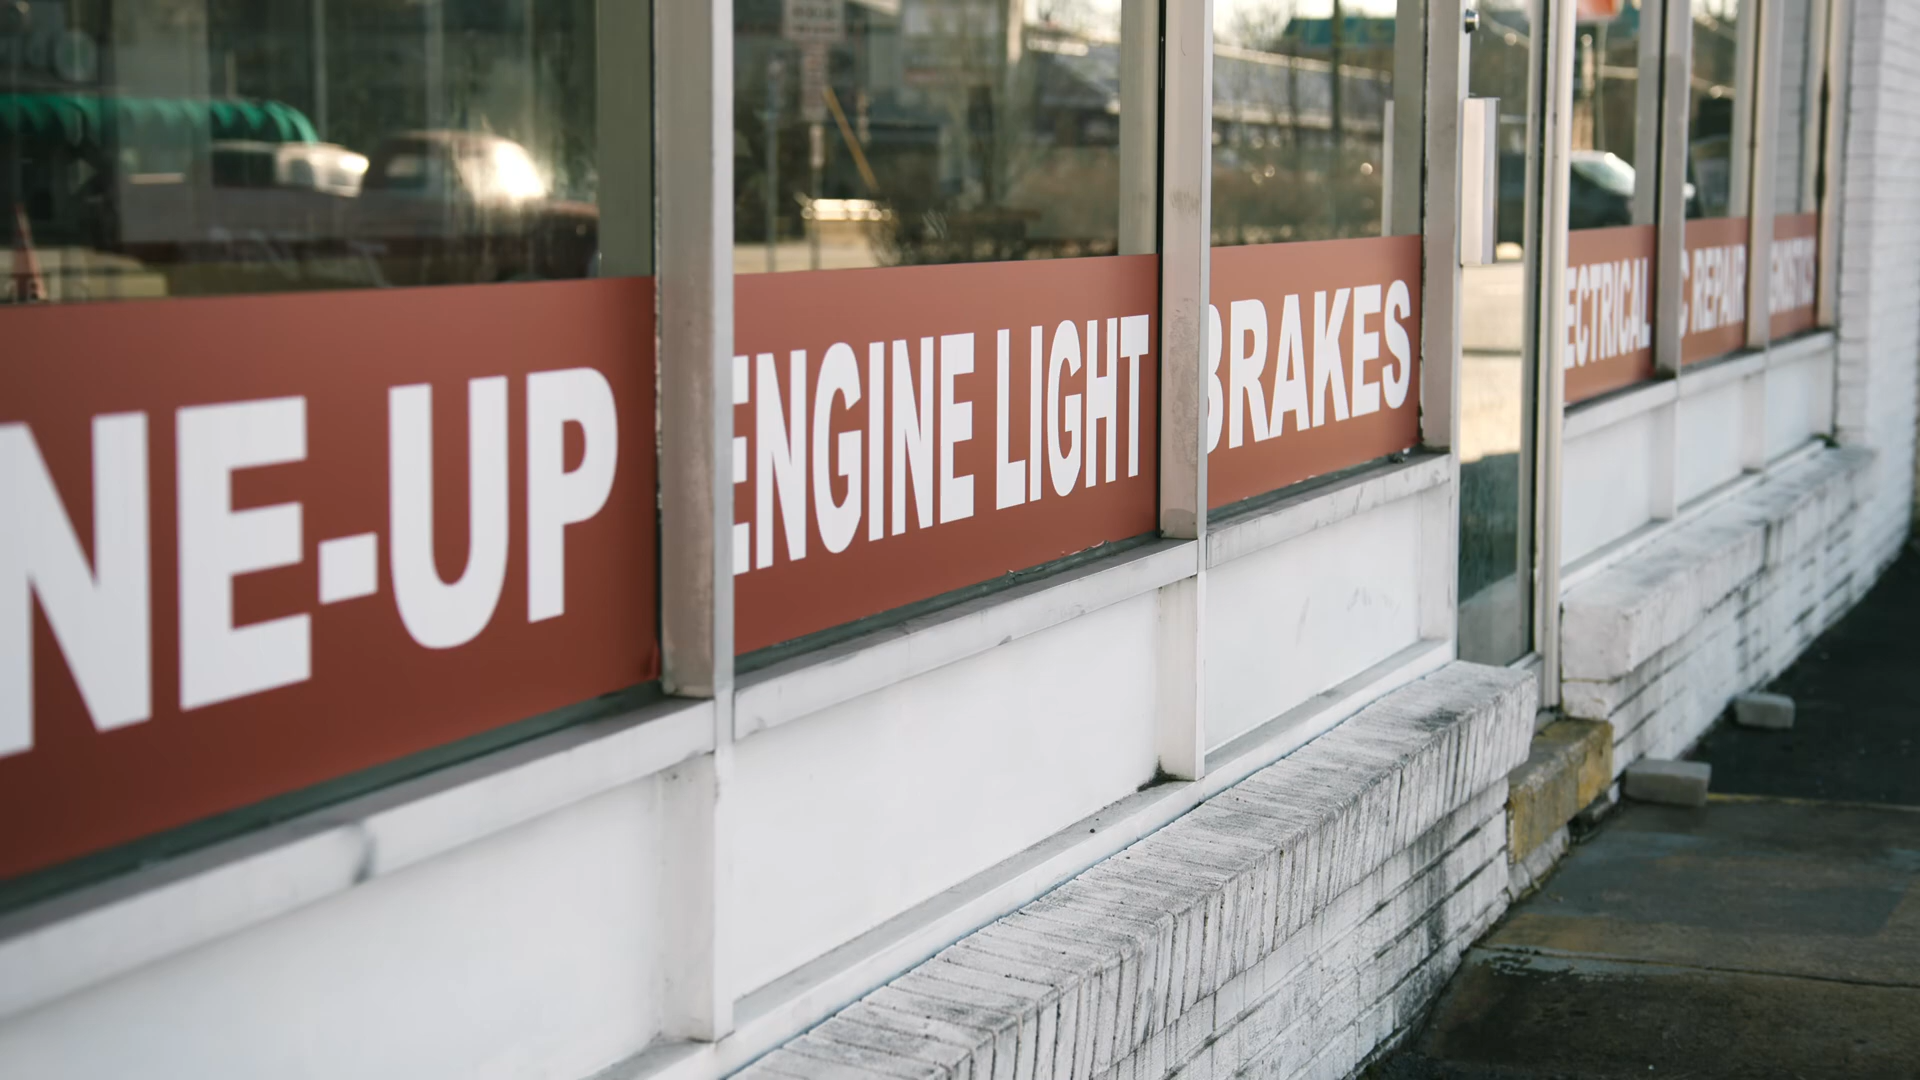 NE-UP
ENGINE LIGHT
BRAKES
ECTRICAL
C REPAIR